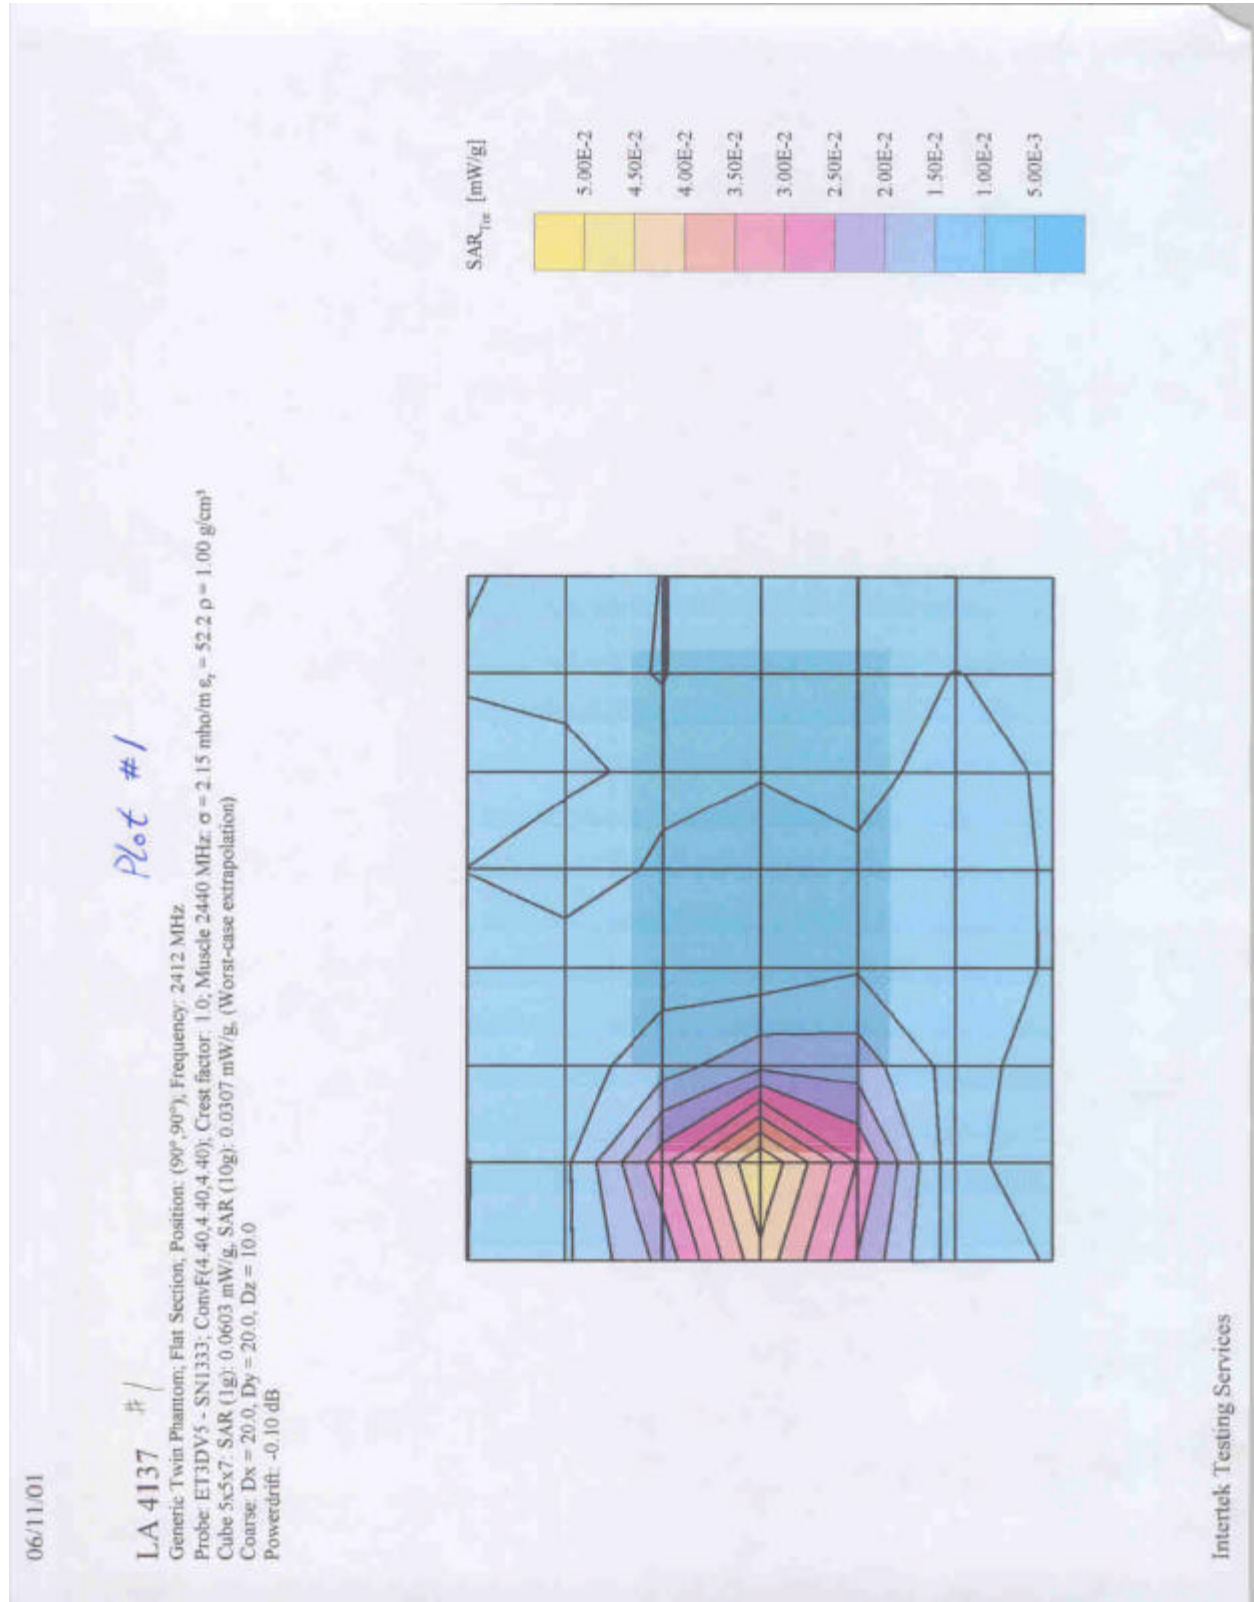 06/11/01
LA 4137 #1 Plot #1
Generic Twin Phantom; Flat Section; Position: (90°,90°); Frequency: 2412 MHz
Probe: ET3DV5 - SN1333; ConvF(4.40,4.40,4.40); Crest factor: 1.0; Muscle 2440 MHz: σ = 2.15 mho/m εr = 52.2 ρ = 1.00 g/cm³
Cube 5x5x7: SAR (1g): 0.0603 mW/g, SAR (10g): 0.0307 mW/g, (Worst-case extrapolation)
Coarse: Dx = 20.0, Dy = 20.0, Dz = 10.0
Powerdrift: -0.10 dB
SARTot [mW/g]
5.00E-2
4.50E-2
4.00E-2
3.50E-2
3.00E-2
2.50E-2
2.00E-2
1.50E-2
1.00E-2
5.00E-3
Intertek Testing Services